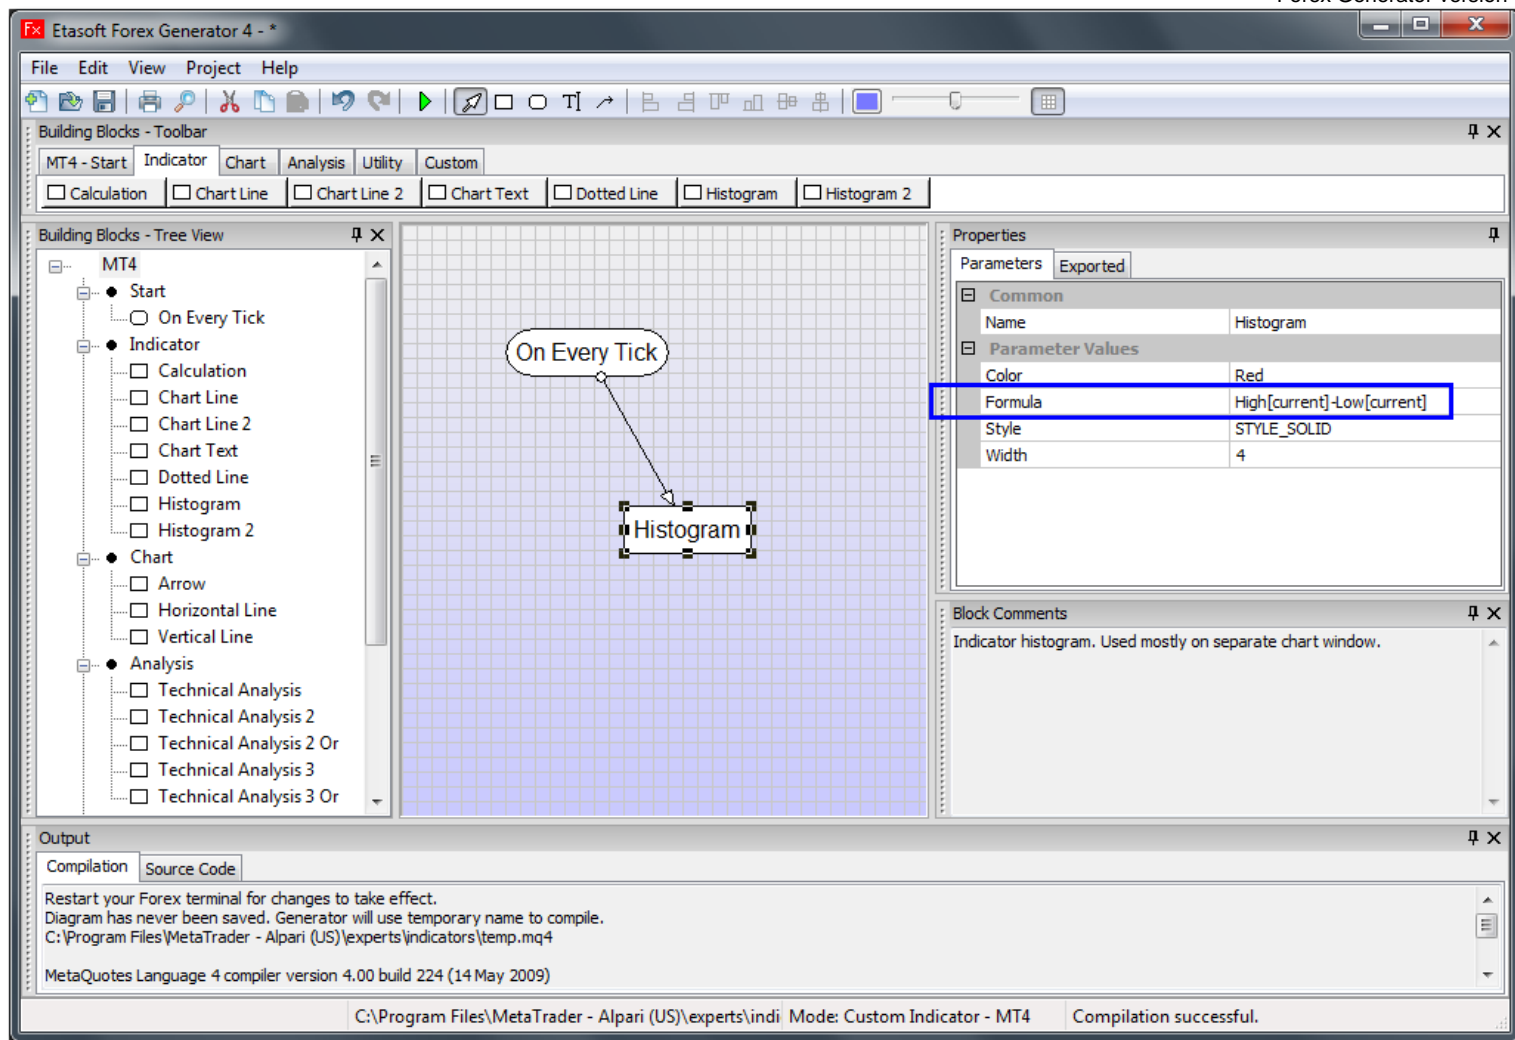 Forex Generator version
Fx Etasoft Forex Generator 4 - *
File Edit View Project Help
Building Blocks - Toolbar
MT4 - Start Indicator Chart Analysis Utility Custom
Calculation Chart Line Chart Line 2 Chart Text Dotted Line Histogram Histogram 2
Building Blocks - Tree View
MT4
Start
On Every Tick
Indicator
Calculation
Chart Line
Chart Line 2
Chart Text
Dotted Line
Histogram
Histogram 2
Chart
Arrow
Horizontal Line
Vertical Line
Analysis
Technical Analysis
Technical Analysis 2
Technical Analysis 2 Or
Technical Analysis 3
Technical Analysis 3 Or
On Every Tick
Histogram
Properties
Parameters Exported
Common
Name Histogram
Parameter Values
Color Red
Formula High[current]-Low[current]
Style STYLE_SOLID
Width 4
Block Comments
Indicator histogram. Used mostly on separate chart window.
Output
Compilation Source Code
Restart your Forex terminal for changes to take effect.
Diagram has never been saved. Generator will use temporary name to compile.
C:\Program Files\MetaTrader - Alpari (US)\experts\indicators\temp.mq4
MetaQuotes Language 4 compiler version 4.00 build 224 (14 May 2009)
C:\Program Files\MetaTrader - Alpari (US)\experts\indi Mode: Custom Indicator - MT4 Compilation successful.